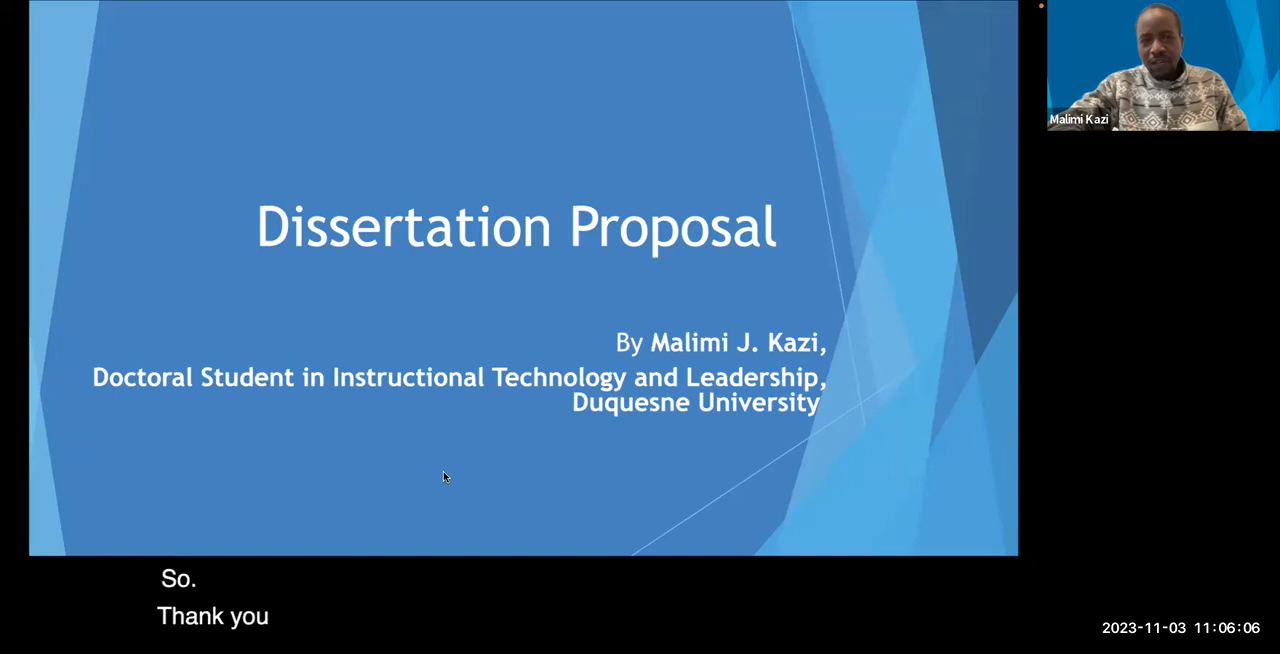 Dissertation Proposal
By Malimi J. Kazi,
Doctoral Student in Instructional Technology and Leadership,
Duquesne University
Malimi Kazi
So.
Thank you
2023-11-03 11:06:06